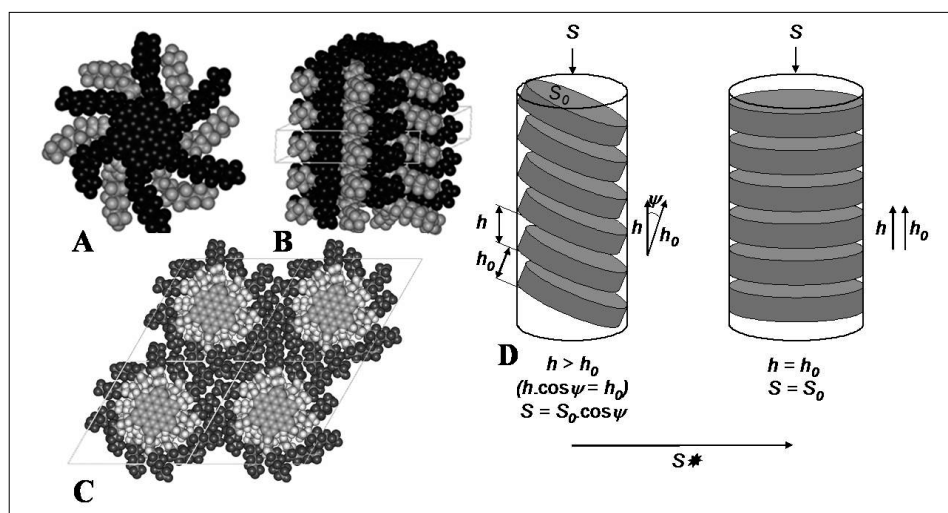 A
B
C
D
S
S₀
h
h₀
h
ψ
h₀
h > h₀
(h.cosψ = h₀)
S = S₀.cosψ
S
h
h₀
h = h₀
S = S₀
S✷